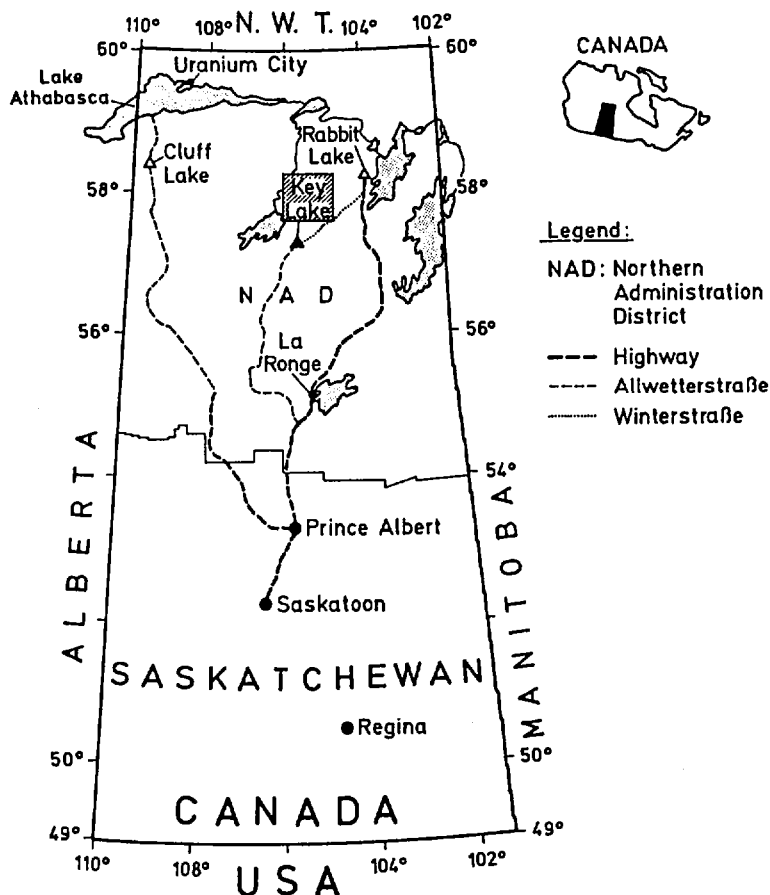 N. W. T.
110° 108° 104° 102°
60° 60°
CANADA
Lake
Athabasca
Uranium City
Rabbit
Lake
Cluff
Lake
58° 58°
Key
Lake
Legend:
NAD: Northern
Administration
District
N A D
56° 56°
La
Ronge
Highway
Allwetterstraße
Winterstraße
ALBERTA
54°
Prince Albert
MANITOBA
Saskatoon
SASKATCHEWAN
Regina
50° 50°
CANADA
49° 49°
110° 108° 104° 102°
USA